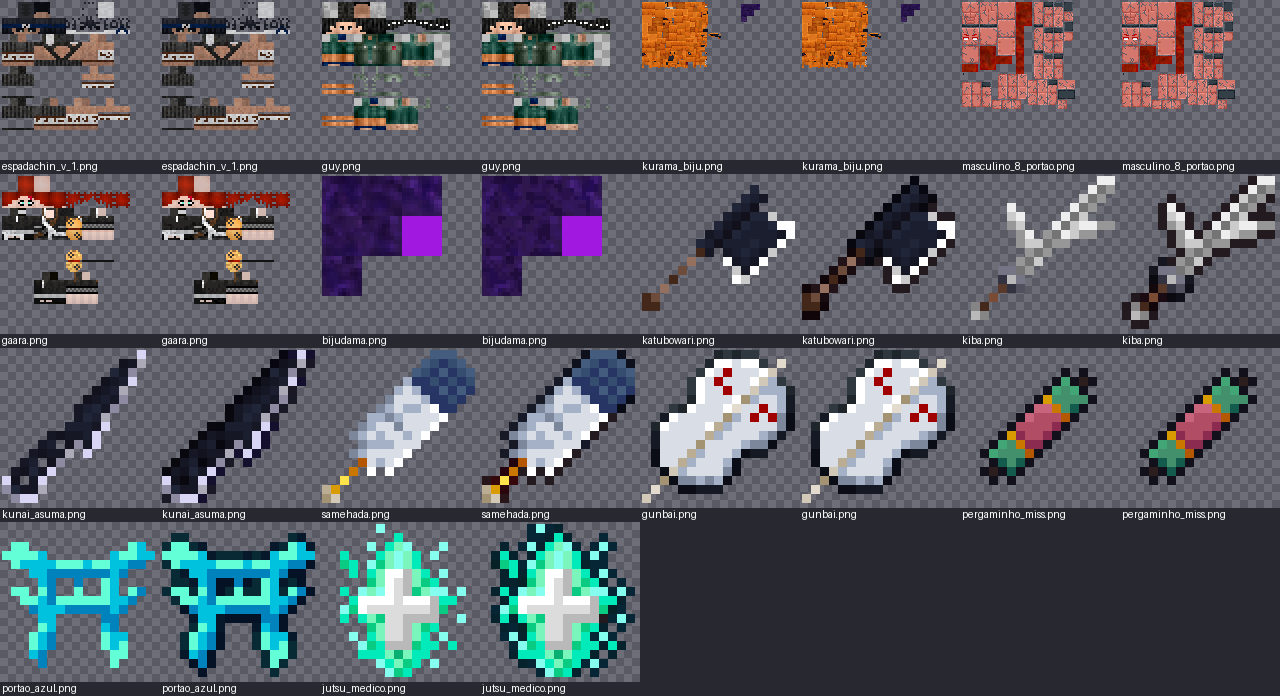 espadachin_v_1.png espadachin_v_1.png guy.png guy.png kurama_biju.png kurama_biju.png masculino_8_portao.png masculino_8_portao.png
gaara.png gaara.png bijudama.png bijudama.png katubowari.png katubowari.png kiba.png kiba.png
kunai_asuma.png kunai_asuma.png samehada.png samehada.png gunbai.png gunbai.png pergaminho_miss.png pergaminho_miss.png
portao_azul.png portao_azul.png jutsu_medico.png jutsu_medico.png